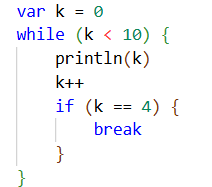 var k = 0
while (k < 10) {
    println(k)
    k++
    if (k == 4) {
        break
    }
}